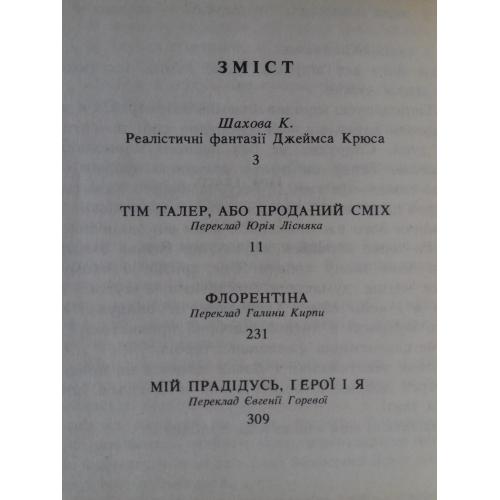 ЗМІСТ
Шахова К.
Реалістичні фантазії Джеймса Крюса
3
ТІМ ТАЛЕР, АБО ПРОДАНИЙ СМІХ
Переклад Юрія Лісняка
11
ФЛОРЕНТІНА
Переклад Галини Кирпи
231
МІЙ ПРАДІДУСЬ, ГЕРОЇ І Я
Переклад Євгенії Горевої
309